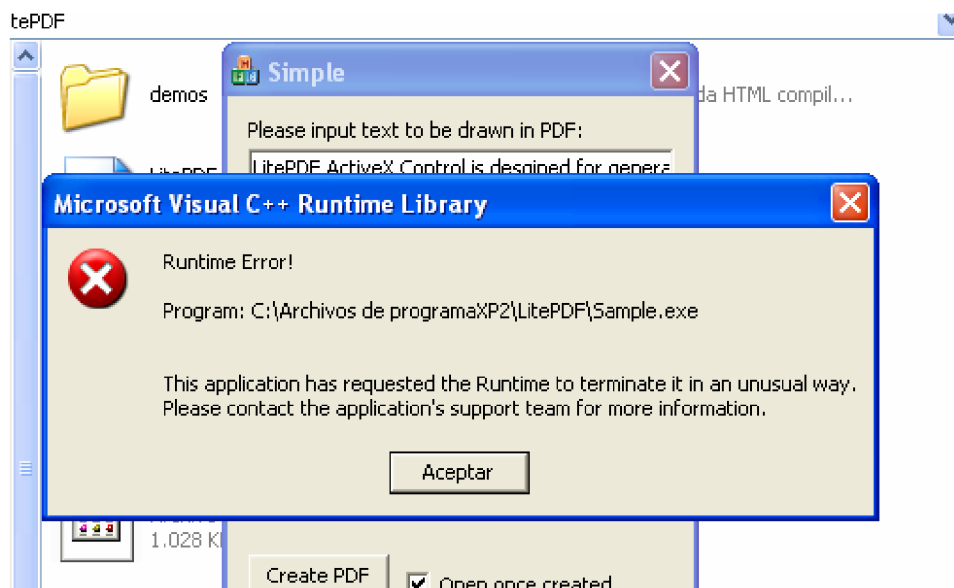 tePDF
demos
Simple
da HTML compil...
Please input text to be drawn in PDF:
LitePDF ActiveX Control is desgined for genera
LitePDF
Microsoft Visual C++ Runtime Library
Runtime Error!
Program: C:\Archivos de programaXP2\LitePDF\Sample.exe
This application has requested the Runtime to terminate it in an unusual way.
Please contact the application's support team for more information.
Aceptar
1.028 K
Create PDF
Open once created